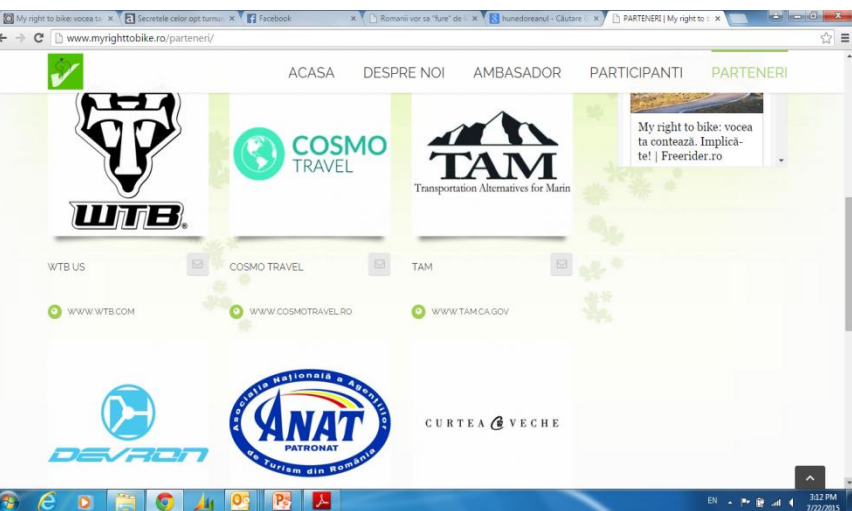 My right to bike: vocea ta
Secretele celor opt turnu
Facebook
Romanii vor sa "fure" de l
hunedoreanul - Căutare
PARTENERI | My right to b
www.myrighttobike.ro/parteneri/
ACASA DESPRE NOI AMBASADOR PARTICIPANTI PARTENERI
WTB
COSMO
TRAVEL
TAM
Transportation Alternatives for Marin
My right to bike: vocea
ta contează. Implică-
te! | Freerider.ro
WTB US
COSMO TRAVEL
TAM
WWW.WTB.COM
WWW.COSMOTRAVEL.RO
WWW.TAM.CA.GOV
DEVRON
Asociația Națională a Agențiilor
ANAT
PATRONAT
de Turism din România
CURTEA VECHE
EN
3:12 PM
7/22/2015